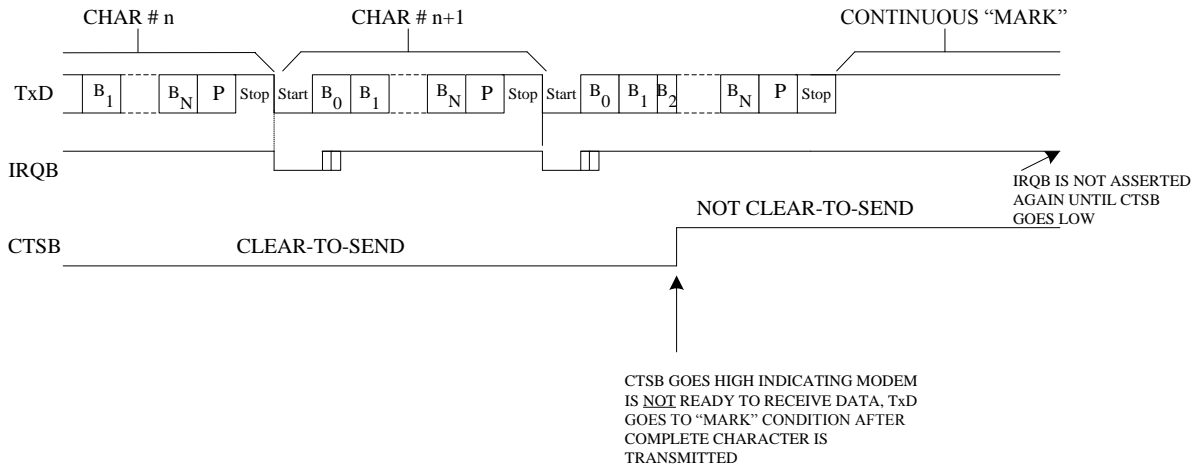 CHAR # n
CHAR # n+1
CONTINUOUS “MARK”
TxD
B1
BN
P
Stop
Start
B0
B1
BN
P
Stop
Start
B0
B1
B2
BN
P
Stop
IRQB
IRQB IS NOT ASSERTED
AGAIN UNTIL CTSB
GOES LOW
NOT CLEAR-TO-SEND
CTSB
CLEAR-TO-SEND
CTSB GOES HIGH INDICATING MODEM
IS NOT READY TO RECEIVE DATA, TxD
GOES TO “MARK” CONDITION AFTER
COMPLETE CHARACTER IS
TRANSMITTED